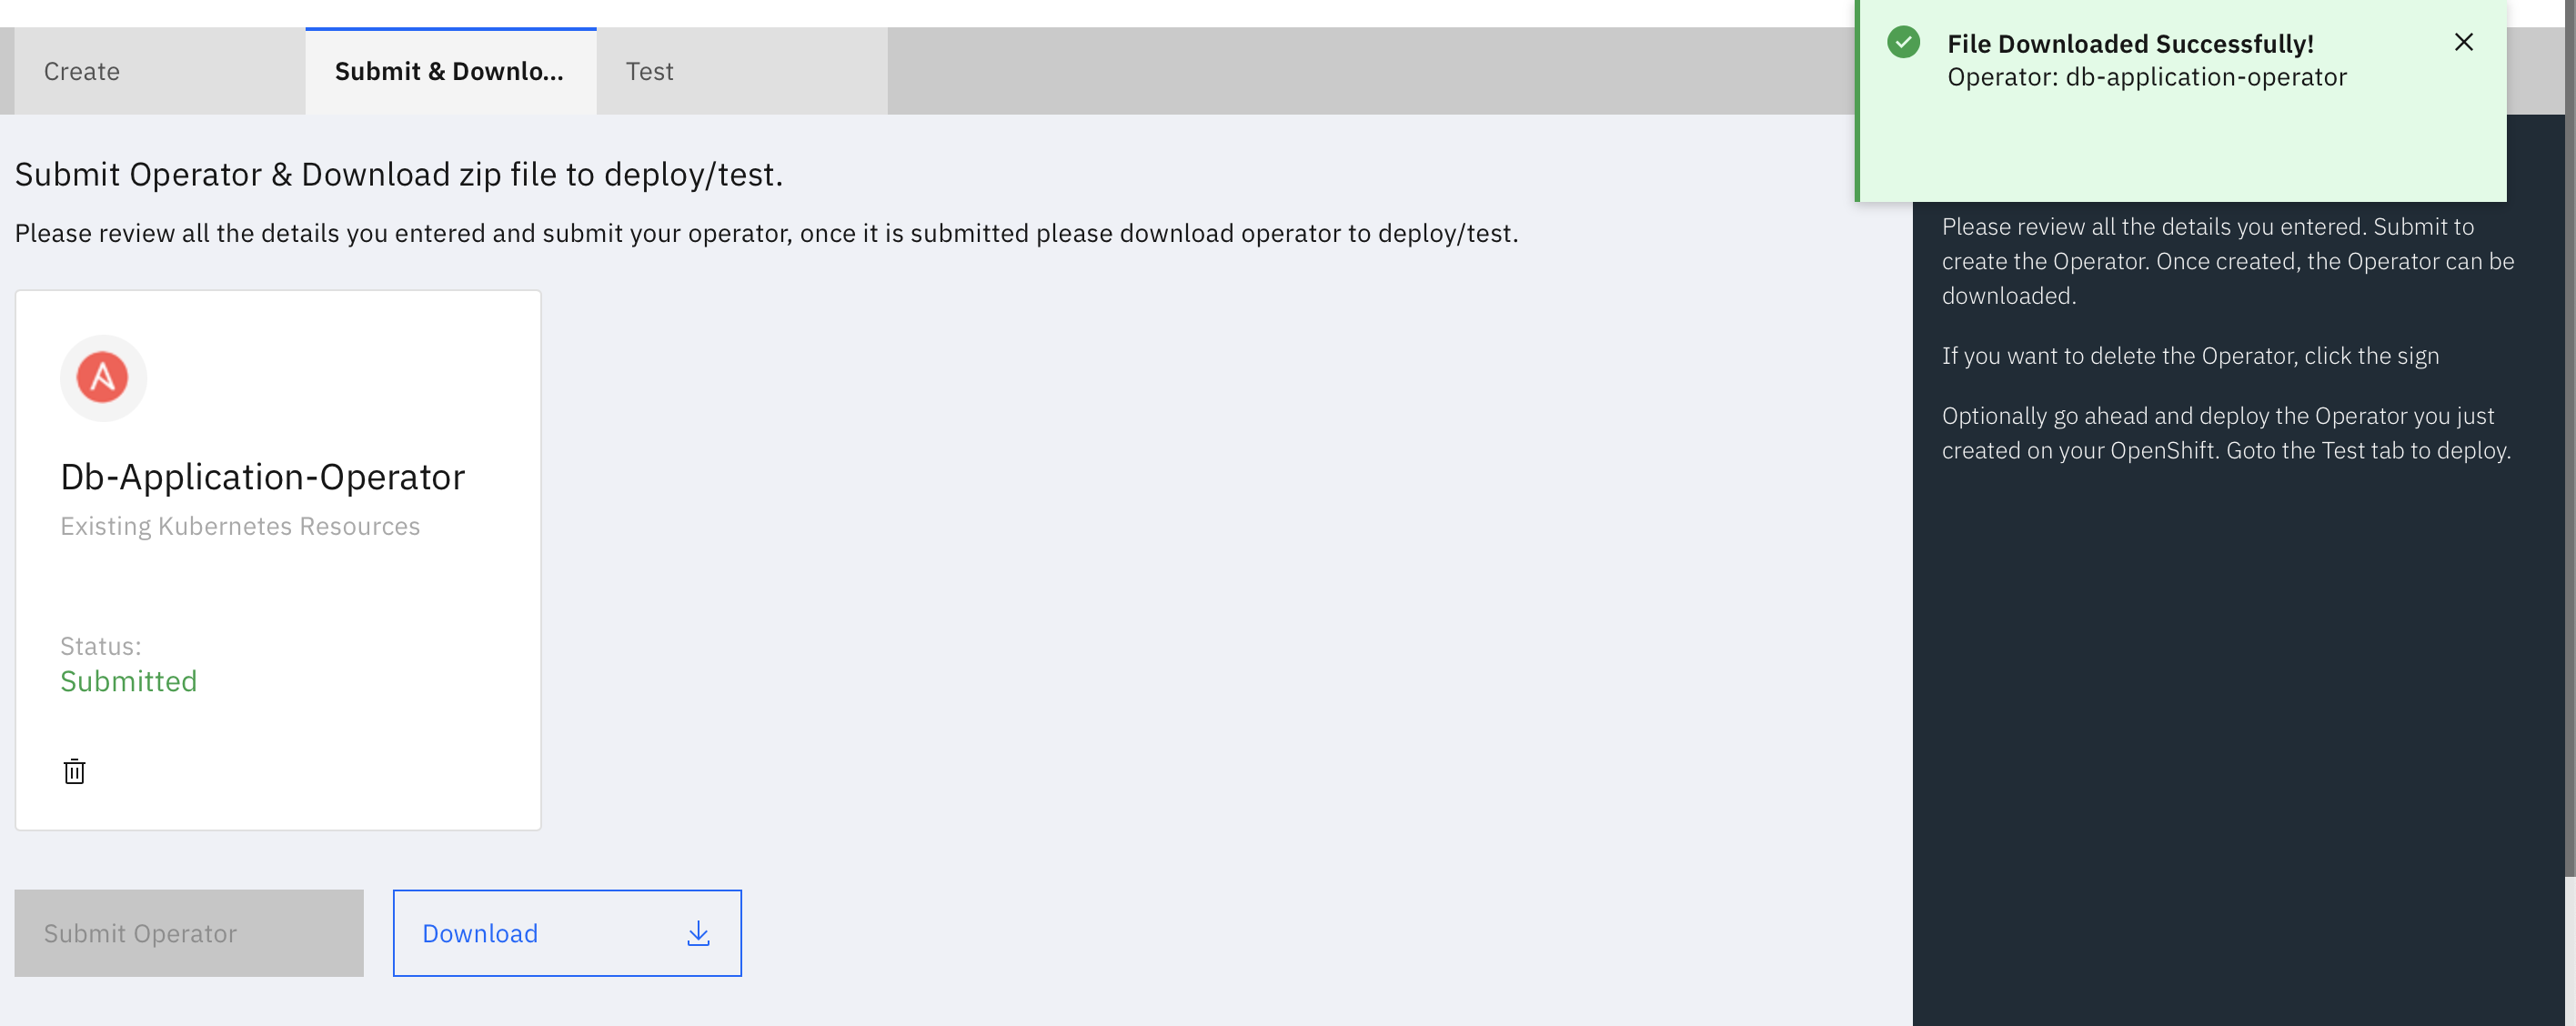 Create
Submit & Downlo...
Test
File Downloaded Successfully!
Operator: db-application-operator
Submit Operator & Download zip file to deploy/test.
Please review all the details you entered and submit your operator, once it is submitted please download operator to deploy/test.
Db-Application-Operator
Existing Kubernetes Resources
Status:
Submitted
Submit Operator
Download
Please review all the details you entered. Submit to
create the Operator. Once created, the Operator can be
downloaded.
If you want to delete the Operator, click the sign
Optionally go ahead and deploy the Operator you just
created on your OpenShift. Goto the Test tab to deploy.